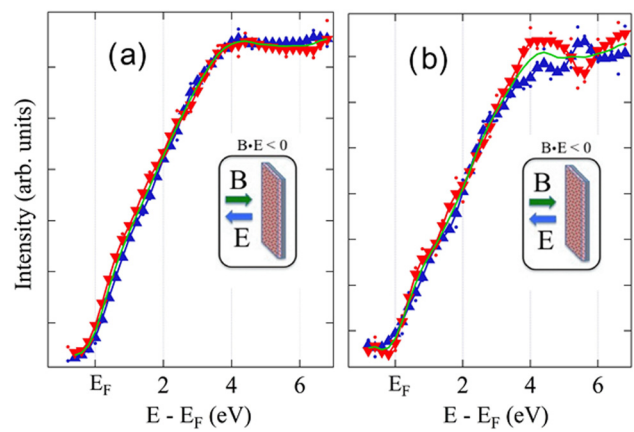 (a)
(b)
Intensity (arb. units)
B•E < 0
B
E
B•E < 0
B
E
E_F 2 4 6
E_F 2 4 6
E - E_F (eV)
E - E_F (eV)